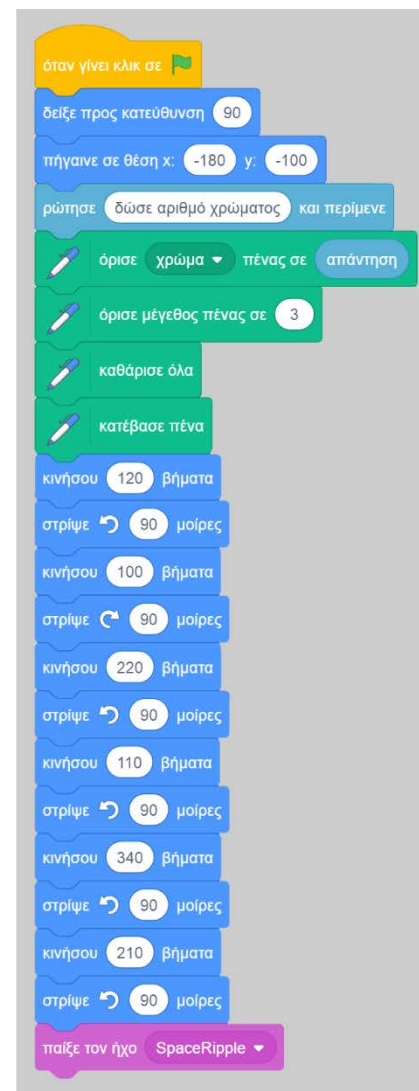 όταν γίνει κλικ σε
δείξε προς κατεύθυνση 90
πήγαινε σε θέση x: -180 y: -100
ρώτησε δώσε αριθμό χρώματος και περίμενε
όρισε χρώμα πένας σε απάντηση
όρισε μέγεθος πένας σε 3
καθάρισε όλα
κατέβασε πένα
κινήσου 120 βήματα
στρίψε 90 μοίρες
κινήσου 100 βήματα
στρίψε 90 μοίρες
κινήσου 220 βήματα
στρίψε 90 μοίρες
κινήσου 110 βήματα
στρίψε 90 μοίρες
κινήσου 340 βήματα
στρίψε 90 μοίρες
κινήσου 210 βήματα
στρίψε 90 μοίρες
παίξε τον ήχο SpaceRipple